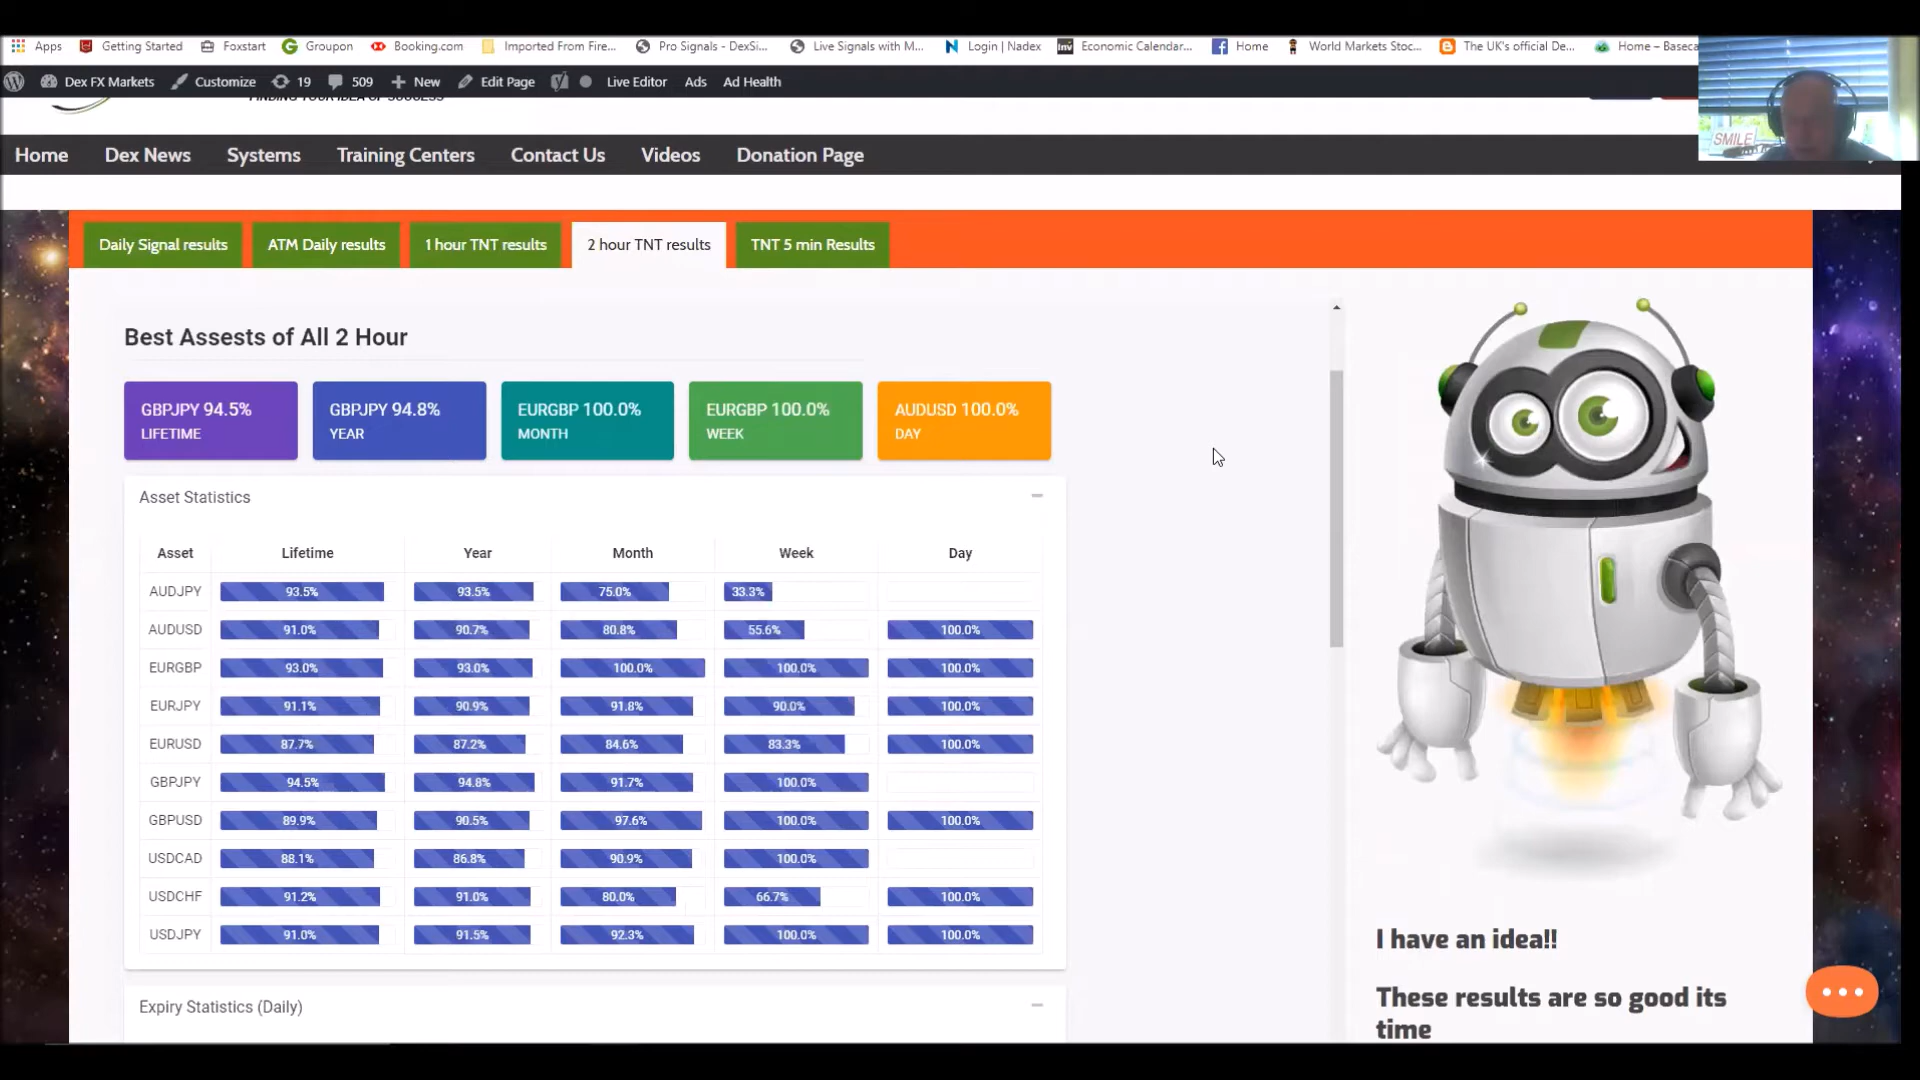 Apps Getting Started Foxstart Groupon Booking.com Imported From Fire... Pro Signals - DexSi... Live Signals with M... Login | Nadex Economic Calendar... Home World Markets Stoc... The UK's official De... Home – Baseca
Dex FX Markets Customize 19 509 New Edit Page Live Editor Ads Ad Health
FINDING YOUR IDEA OF SUCCESS
SMILE
Home Dex News Systems Training Centers Contact Us Videos Donation Page
Daily Signal results ATM Daily results 1 hour TNT results 2 hour TNT results TNT 5 min Results
Best Assests of All 2 Hour
GBPJPY 94.5% GBPJPY 94.8% EURGBP 100.0% EURGBP 100.0% AUDUSD 100.0%
LIFETIME YEAR MONTH WEEK DAY
Asset Statistics
Asset Lifetime Year Month Week Day
AUDJPY 93.5% 93.5% 75.0% 33.3%
AUDUSD 91.0% 90.7% 80.8% 55.6% 100.0%
EURGBP 93.0% 93.0% 100.0% 100.0% 100.0%
EURJPY 91.1% 90.9% 91.8% 90.0% 100.0%
EURUSD 87.7% 87.2% 84.6% 83.3% 100.0%
GBPJPY 94.5% 94.8% 91.7% 100.0%
GBPUSD 89.9% 90.5% 97.6% 100.0% 100.0%
USDCAD 88.1% 86.8% 90.9% 100.0%
USDCHF 91.2% 91.0% 80.0% 66.7% 100.0%
USDJPY 91.0% 91.5% 92.3% 100.0% 100.0%
Expiry Statistics (Daily)
I have an idea!!
These results are so good its
time